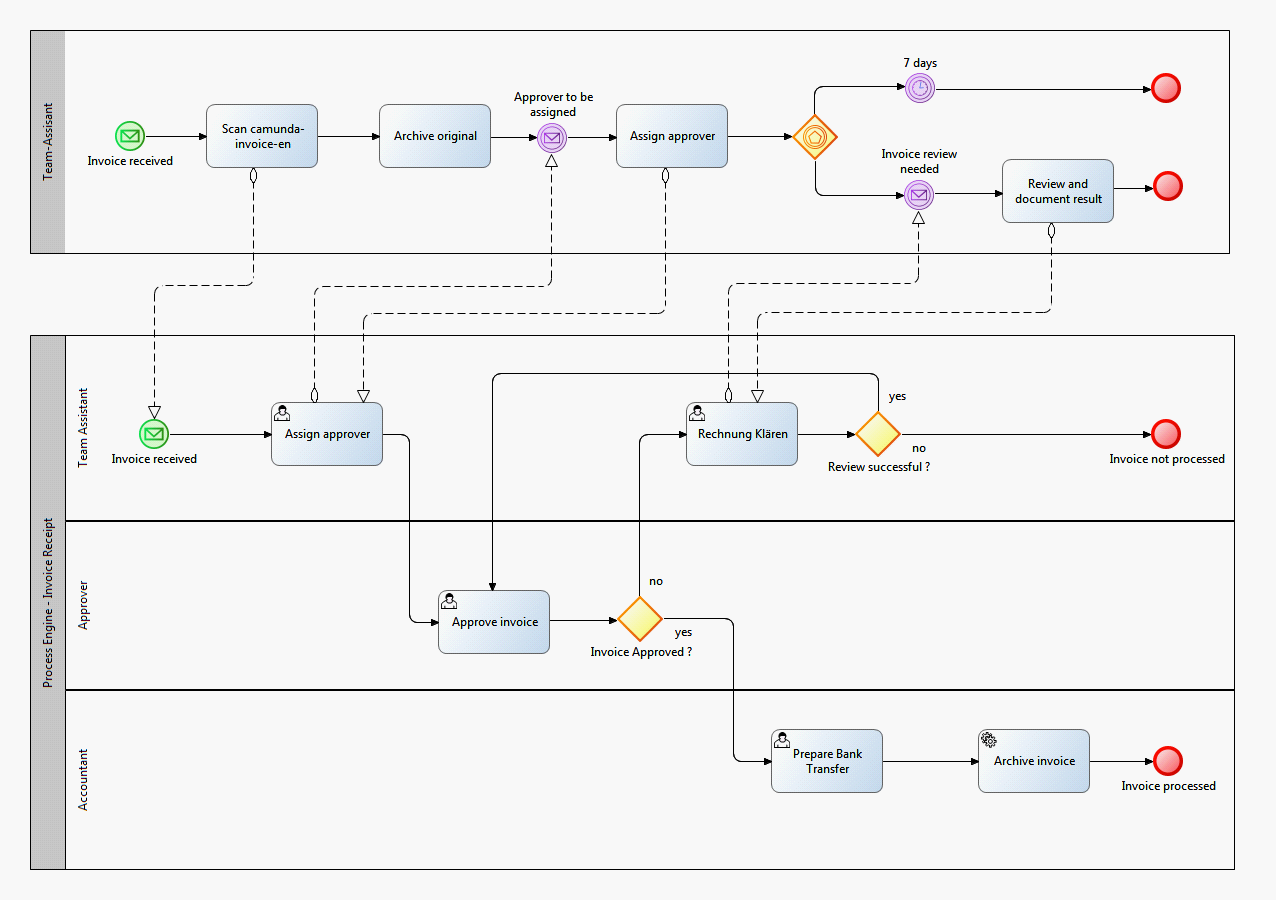 Team-Assisant
7 days
Approver to be
assigned
Scan camunda-
invoice-en
Archive original
Assign approver
Invoice received
Invoice review
needed
Review and
document result
Process Engine - Invoice Receipt
Team Assistant
yes
Assign approver
Rechnung Klären
no
Invoice received
Review successful ?
Invoice not processed
Approver
no
Approve invoice
yes
Invoice Approved ?
Accountant
Prepare Bank
Transfer
Archive invoice
Invoice processed